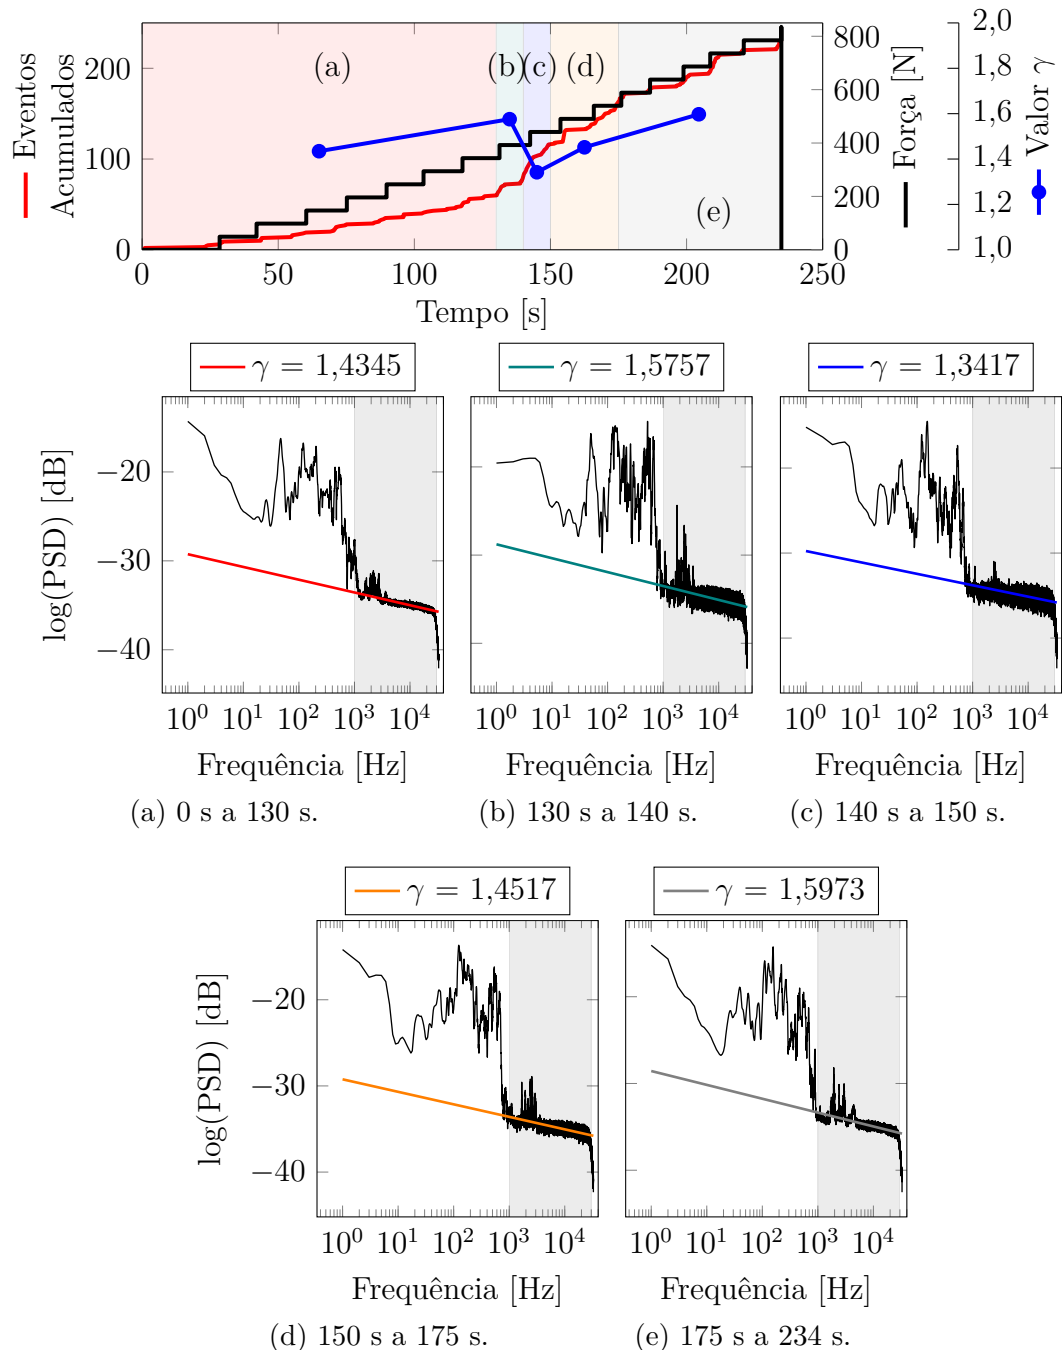 Eventos
Acumulados
200
100
0
(a)
(b)
(c)
(d)
(e)
0
50
100
150
200
250
Tempo [s]
800
600
400
200
0
Força [N]
2,0
1,8
1,6
1,4
1,2
1,0
Valor γ
γ = 1,4345
γ = 1,5757
γ = 1,3417
log(PSD) [dB]
−20
−30
−40
10⁰ 10¹ 10² 10³ 10⁴
10⁰ 10¹ 10² 10³ 10⁴
10⁰ 10¹ 10² 10³ 10⁴
Frequência [Hz]
Frequência [Hz]
Frequência [Hz]
(a) 0 s a 130 s.
(b) 130 s a 140 s.
(c) 140 s a 150 s.
γ = 1,4517
γ = 1,5973
log(PSD) [dB]
−20
−30
−40
10⁰ 10¹ 10² 10³ 10⁴
10⁰ 10¹ 10² 10³ 10⁴
Frequência [Hz]
Frequência [Hz]
(d) 150 s a 175 s.
(e) 175 s a 234 s.